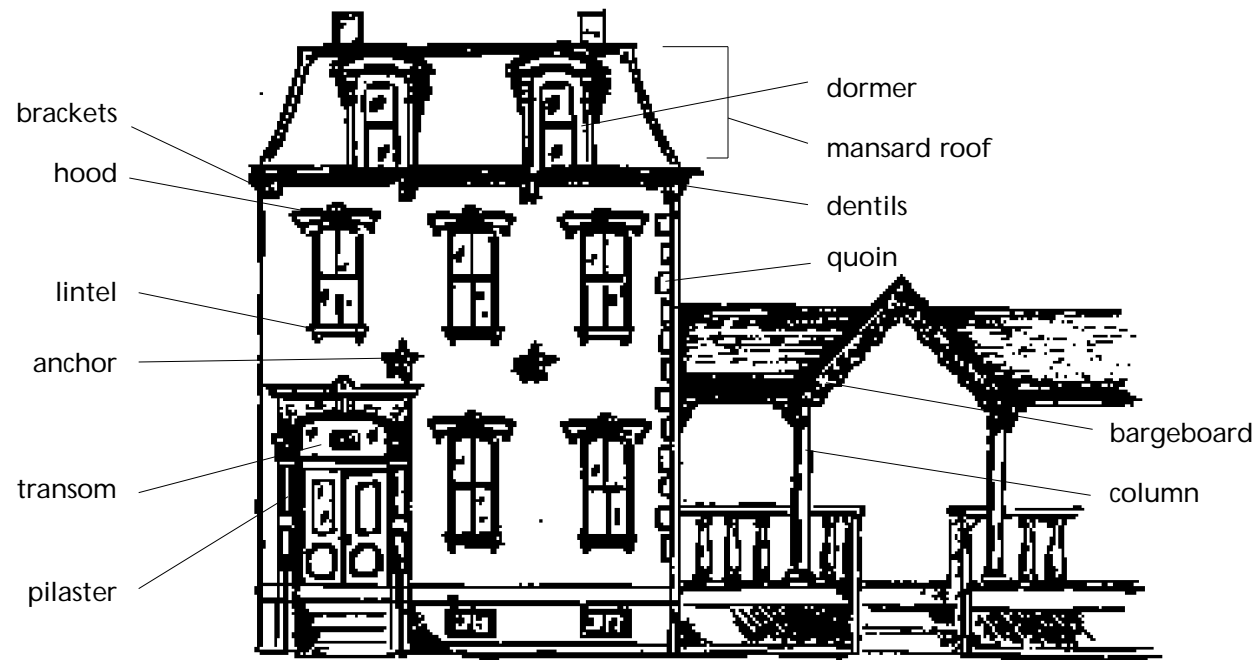 brackets
hood
lintel
anchor
transom
pilaster
dormer
mansard roof
dentils
quoin
bargeboard
column